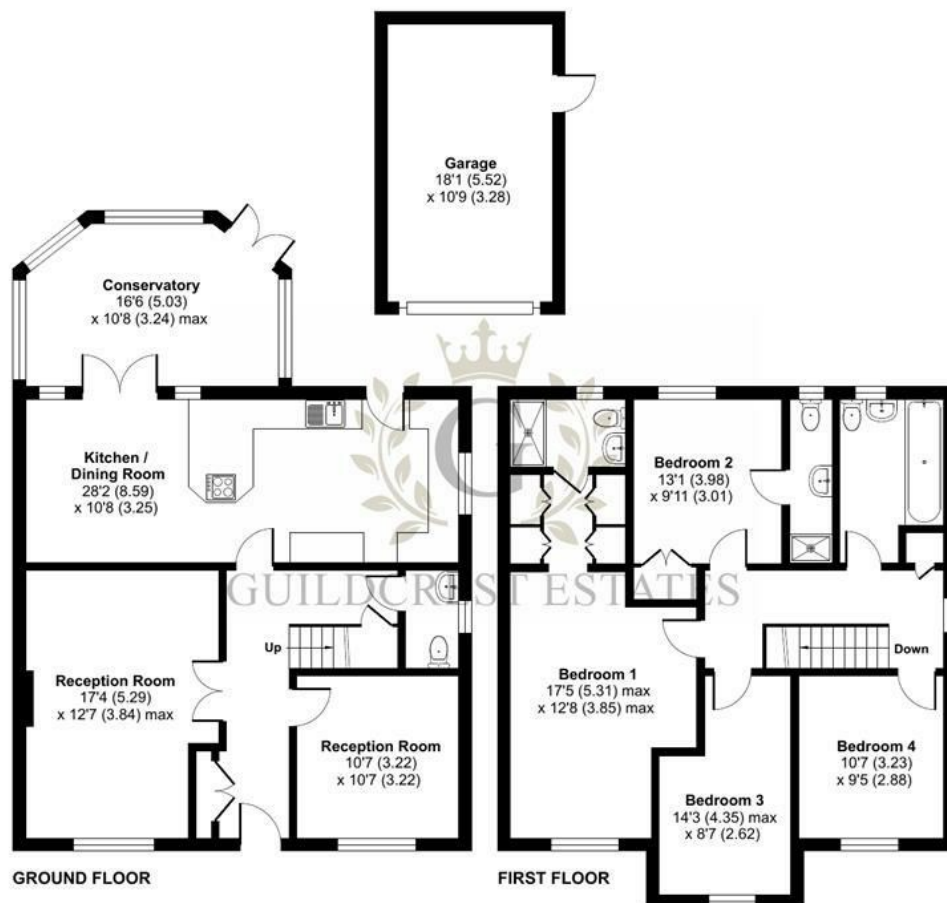 Garage
18'1 (5.52)
x 10'9 (3.28)
Conservatory
16'6 (5.03)
x 10'8 (3.24) max
Kitchen /
Dining Room
28'2 (8.59)
x 10'8 (3.25)
Bedroom 2
13'1 (3.98)
x 9'11 (3.01)
G
GUILDCREST ESTATES
Up
Down
Reception Room
17'4 (5.29)
x 12'7 (3.84) max
Reception Room
10'7 (3.22)
x 10'7 (3.22)
Bedroom 1
17'5 (5.31) max
x 12'8 (3.85) max
Bedroom 3
14'3 (4.35) max
x 8'7 (2.62)
Bedroom 4
10'7 (3.23)
x 9'5 (2.88)
GROUND FLOOR
FIRST FLOOR